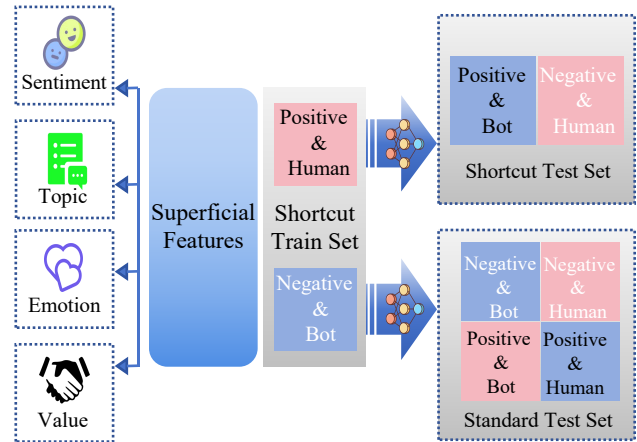 Sentiment
Topic
Emotion
Value
Superficial
Features
Positive
&
Human
Shortcut
Train Set
Negative
&
Bot
Positive
&
Bot
Negative
&
Human
Shortcut Test Set
Negative
&
Bot
Negative
&
Human
Positive
&
Bot
Positive
&
Human
Standard Test Set